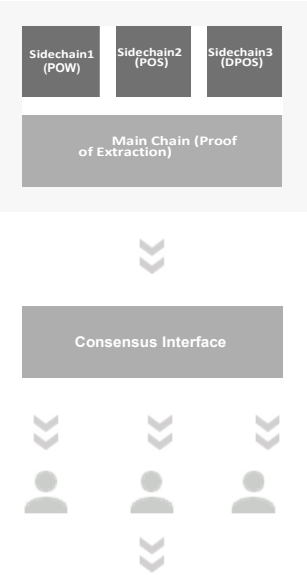 Sidechain1
(POW)
Sidechain2
(POS)
Sidechain3
(DPOS)
Main Chain (Proof
of Extraction)
Consensus Interface